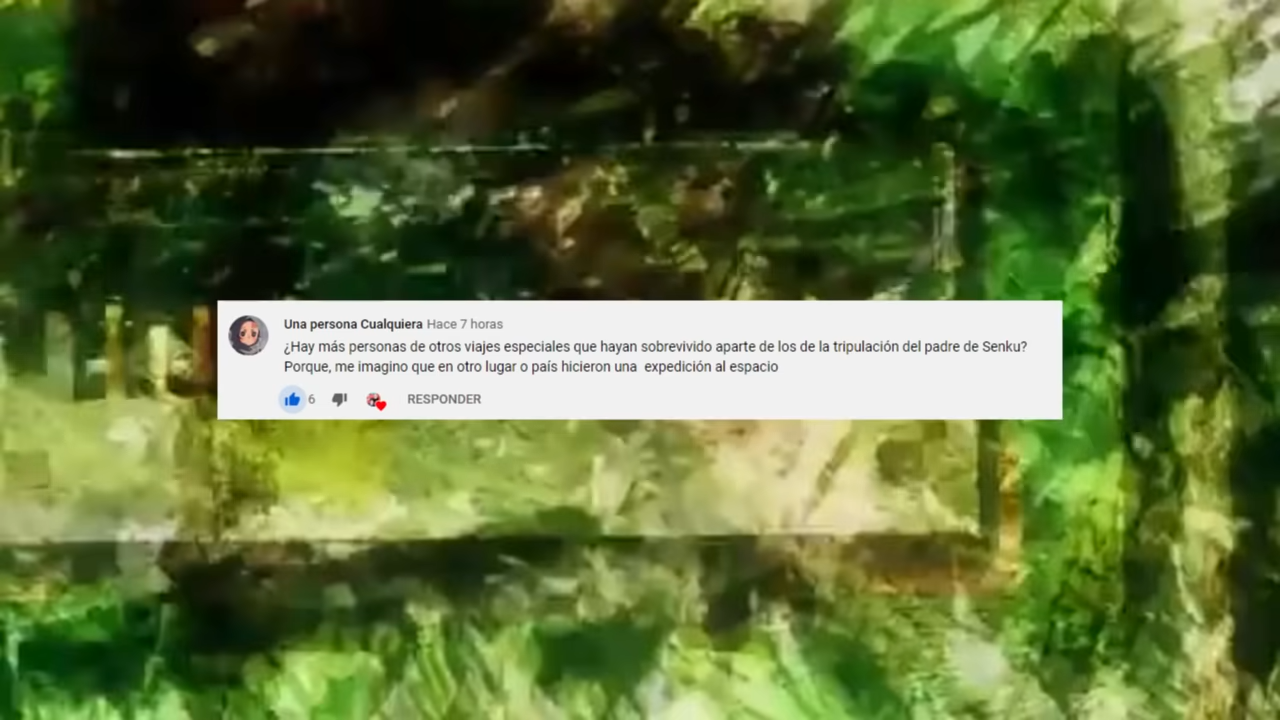 Una persona Cualquiera Hace 7 horas
¿Hay más personas de otros viajes especiales que hayan sobrevivido aparte de los de la tripulación del padre de Senku?
Porque, me imagino que en otro lugar o país hicieron una  expedición al espacio
6 RESPONDER